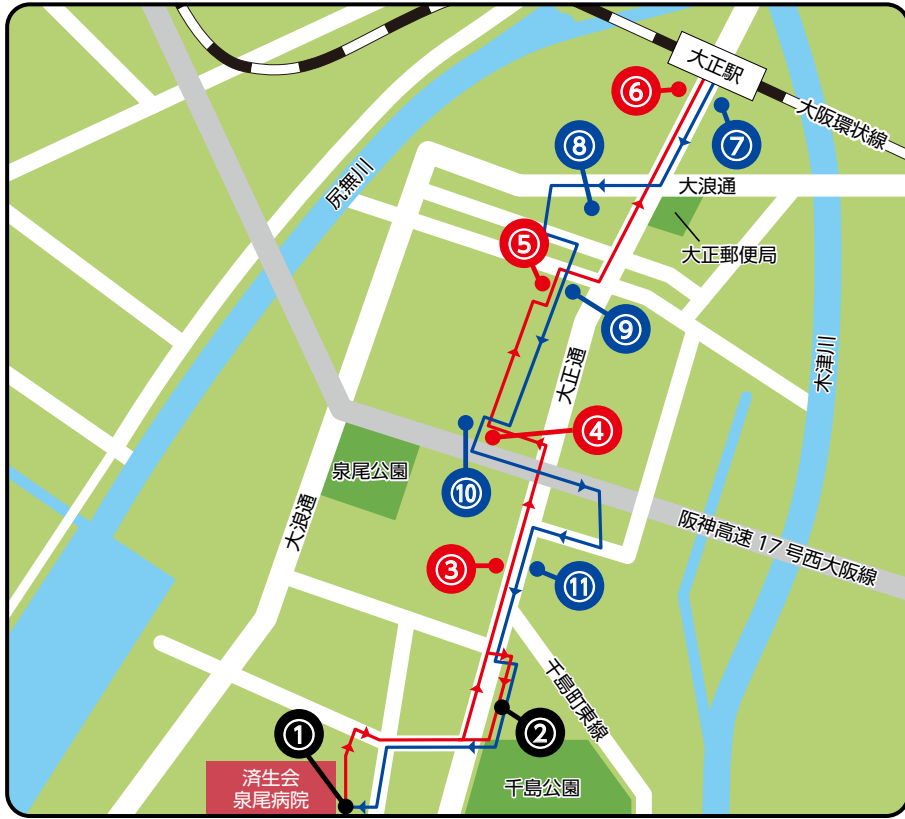 大正駅
⑥
大阪環状線
⑧
⑦
尻無川
大浪通
⑤
大正郵便局
⑨
大正通
木津川
④
泉尾公園
⑩
大浪通
阪神高速 17 号西大阪線
③
⑪
千島町東線
①
②
済生会
泉尾病院
千島公園